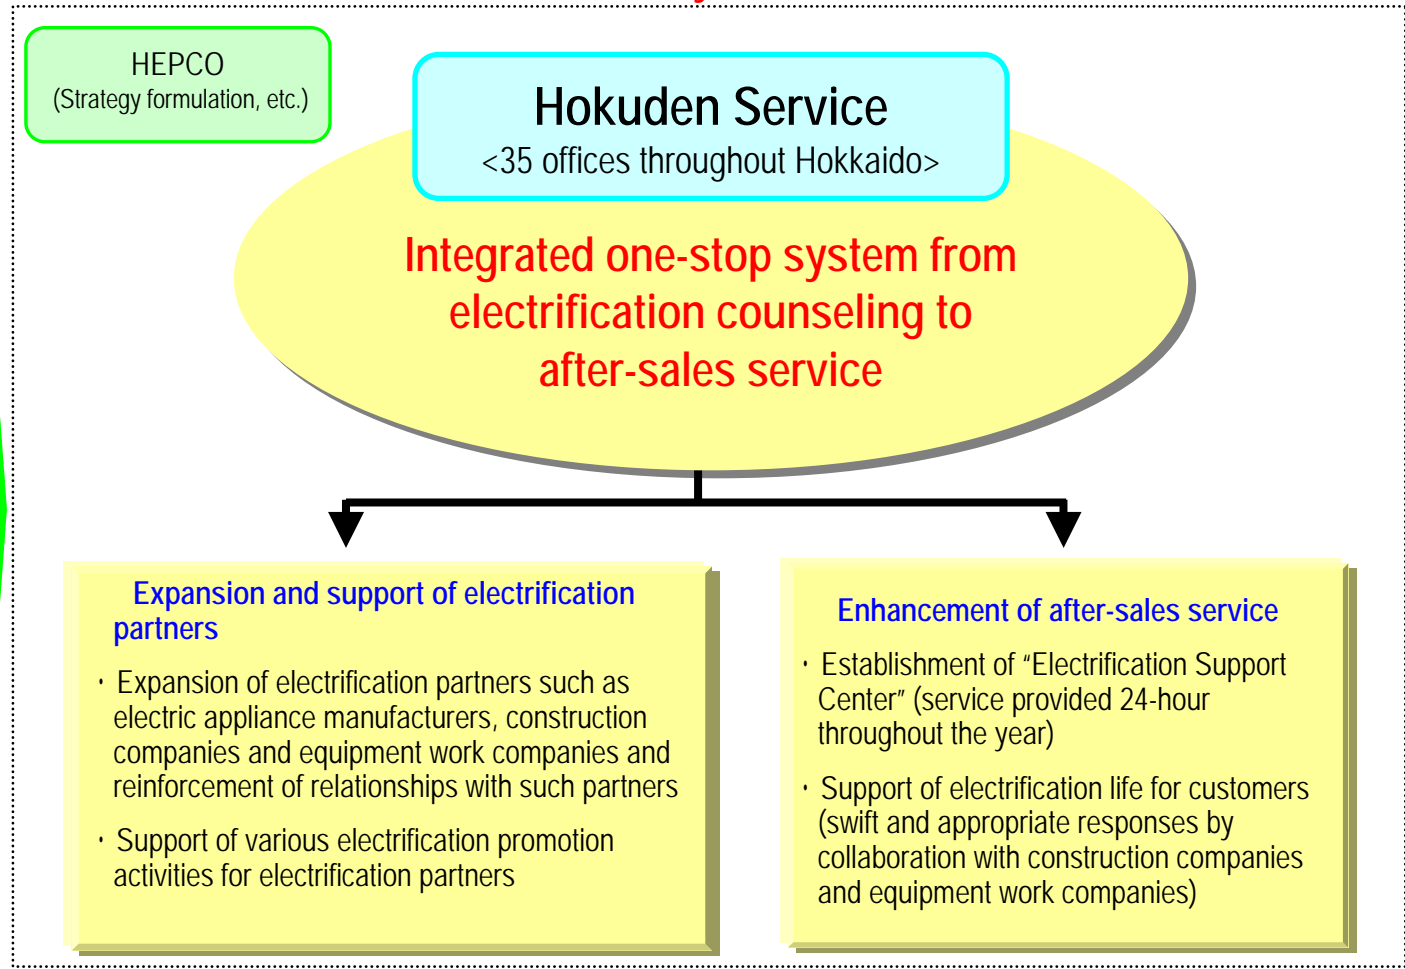 HEPCO
(Strategy formulation, etc.)
Hokuden Service
<35 offices throughout Hokkaido>
Integrated one-stop system from
electrification counseling to
after-sales service
Expansion and support of electrification
partners
・Expansion of electrification partners such as
electric appliance manufacturers, construction
companies and equipment work companies and
reinforcement of relationships with such partners
・Support of various electrification promotion
activities for electrification partners
Enhancement of after-sales service
・Establishment of “Electrification Support
Center” (service provided 24-hour
throughout the year)
・Support of electrification life for customers
(swift and appropriate responses by
collaboration with construction companies
and equipment work companies)